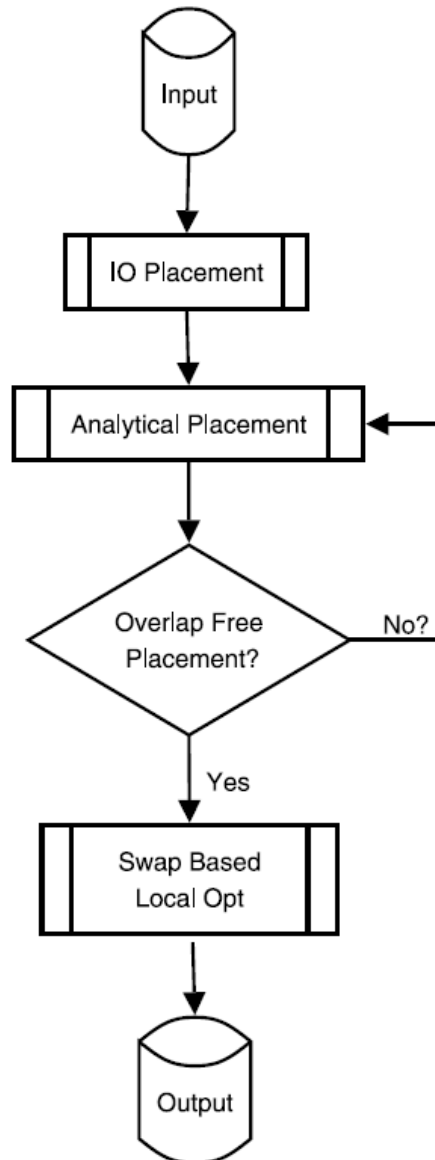 Input
IO Placement
Analytical Placement
Overlap Free
Placement?
No?
Yes
Swap Based
Local Opt
Output